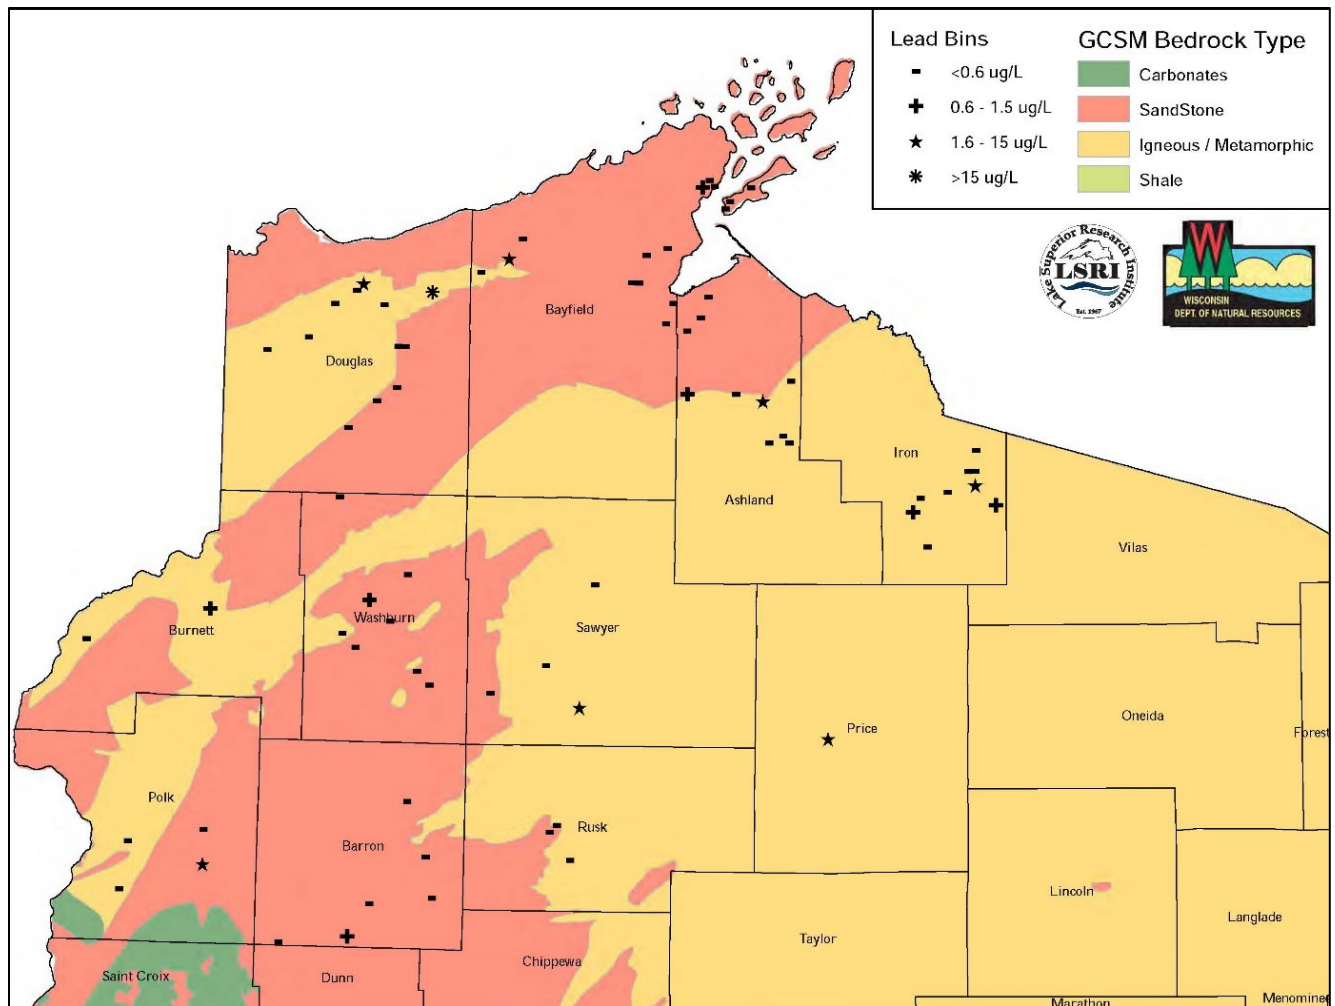 Lead Bins
<0.6 ug/L
0.6 - 1.5 ug/L
1.6 - 15 ug/L
>15 ug/L
GCSM Bedrock Type
Carbonates
SandStone
Igneous / Metamorphic
Shale
Lake Superior Research Institute
LSRI
Est. 1967
W
WISCONSIN
DEPT. OF NATURAL RESOURCES
Bayfield
Douglas
Iron
Ashland
Vilas
Washburn
Burnett
Sawyer
Oneida
Price
Forest
Polk
Rusk
Barron
Lincoln
Langlade
Taylor
Chippewa
Saint Croix
Dunn
Menominee
Marathon